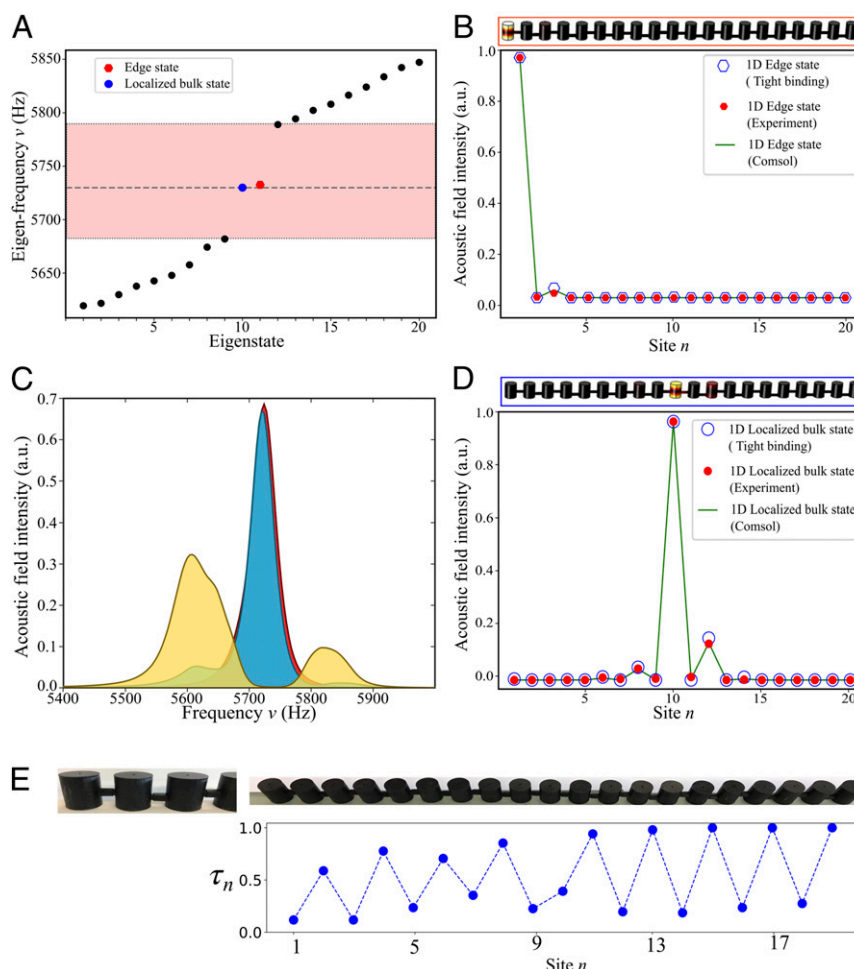 A
5850
5800
5750
5700
5650
Eigen-frequency ν (Hz)
Edge state
Localized bulk state
5
10
15
20
Eigenstate
B
1.0
0.8
0.6
0.4
0.2
0.0
Acoustic field intensity (a.u.)
1D Edge state
( Tight binding)
1D Edge state
(Experiment)
1D Edge state
(Comsol)
5
10
15
20
Site n
C
0.7
0.6
0.5
0.4
0.3
0.2
0.1
0.0
Acoustic field intensity (a.u.)
5400
5500
5600
5700
5800
5900
Frequency ν (Hz)
D
1.0
0.8
0.6
0.4
0.2
0.0
Acoustic field intensity (a.u.)
1D Localized bulk state
( Tight binding)
1D Localized bulk state
(Experiment)
1D Localized bulk state
(Comsol)
5
10
15
20
Site n
E
1.0
0.5
0.0
τn
1
5
9
13
17
Site n